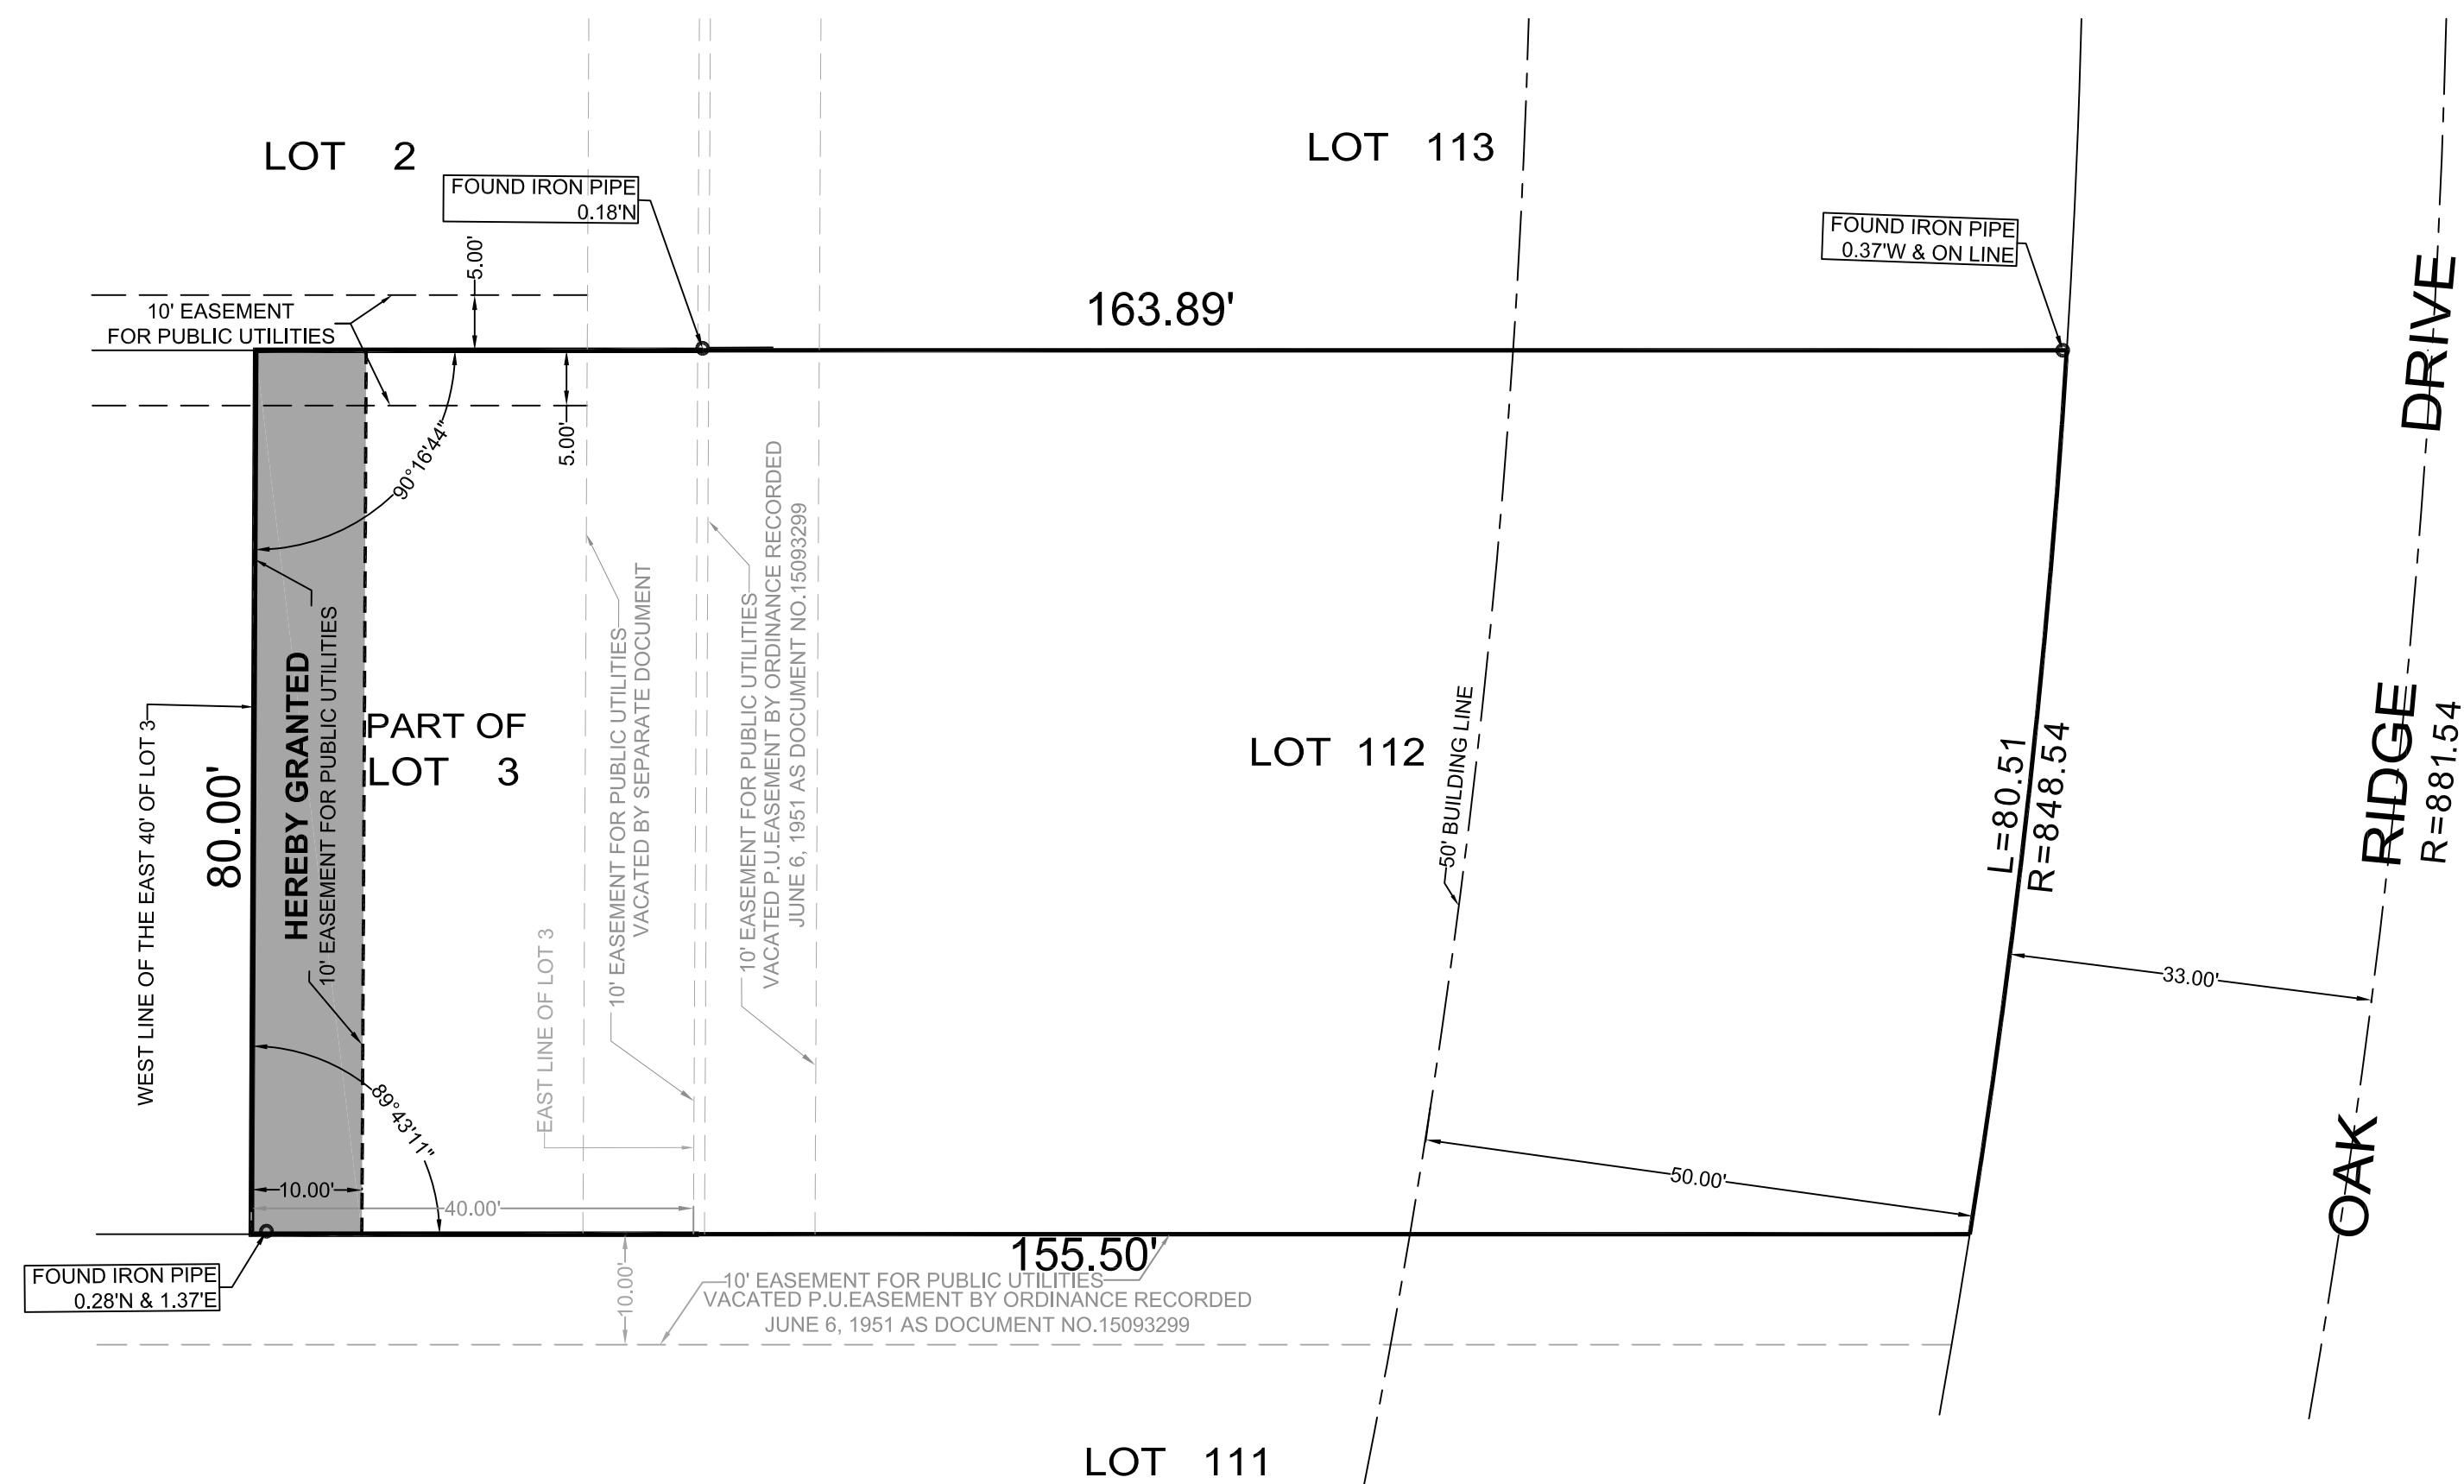 LOT 2
LOT 113
FOUND IRON PIPE
0.18'N
FOUND IRON PIPE
0.37'W & ON LINE
5.00'
10' EASEMENT
FOR PUBLIC UTILITIES
163.89'
DRIVE
90°16'44"
5.00'
WEST LINE OF THE EAST 40' OF LOT 3
80.00'
HEREBY GRANTED
10' EASEMENT FOR PUBLIC UTILITIES
PART OF
LOT 3
EAST LINE OF LOT 3
10' EASEMENT FOR PUBLIC UTILITIES
VACATED BY SEPARATE DOCUMENT
10' EASEMENT FOR PUBLIC UTILITIES
VACATED P.U.EASEMENT BY ORDINANCE RECORDED
JUNE 6, 1951 AS DOCUMENT NO.15093299
LOT 112
50' BUILDING LINE
L=80.51
R=848.54
RIDGE
R=881.54
33.00'
89°43'11"
10.00'
40.00'
50.00'
OAK
155.50'
FOUND IRON PIPE
0.28'N & 1.37'E
10.00'
10' EASEMENT FOR PUBLIC UTILITIES
VACATED P.U.EASEMENT BY ORDINANCE RECORDED
JUNE 6, 1951 AS DOCUMENT NO.15093299
LOT 111